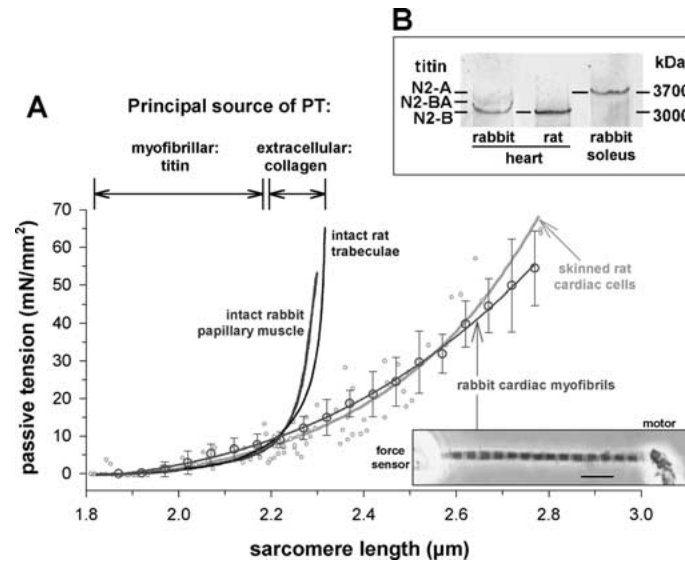 B
titin
kDa
N2-A
3700
N2-BA
N2-B
3000
rabbit rat rabbit
heart soleus
A
Principal source of PT:
myofibrillar: extracellular:
titin collagen
70
60
50
40
30
20
10
0
passive tension (mN/mm²)
intact rat
trabeculae
intact rabbit
papillary muscle
skinned rat
cardiac cells
rabbit cardiac myofibrils
motor
force
sensor
1.8 2.0 2.2 2.4 2.6 2.8 3.0
sarcomere length (µm)